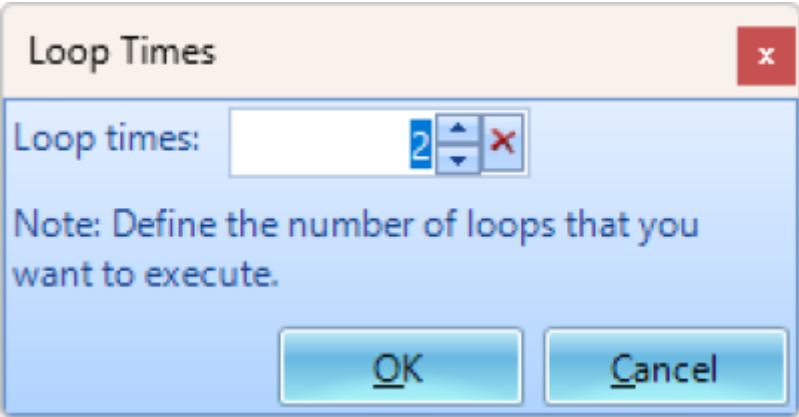 Loop Times
x
Loop times: 2
Note: Define the number of loops that you
want to execute.
OK Cancel